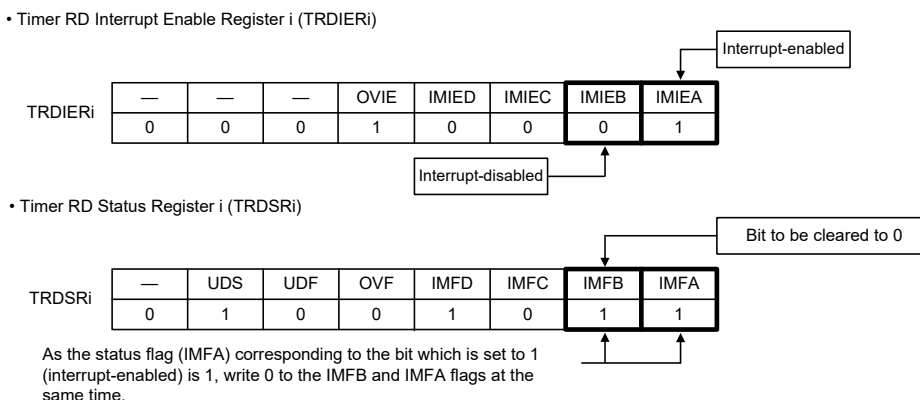 • Timer RD Interrupt Enable Register i (TRDIERi)
Interrupt-enabled
TRDIERi
— — — OVIE IMIED IMIEC IMIEB IMIEA
0 0 0 1 0 0 0 1
Interrupt-disabled
• Timer RD Status Register i (TRDSRi)
Bit to be cleared to 0
TRDSRi
— UDS UDF OVF IMFD IMFC IMFB IMFA
0 1 0 0 1 0 1 1
As the status flag (IMFA) corresponding to the bit which is set to 1
(interrupt-enabled) is 1, write 0 to the IMFB and IMFA flags at the
same time.